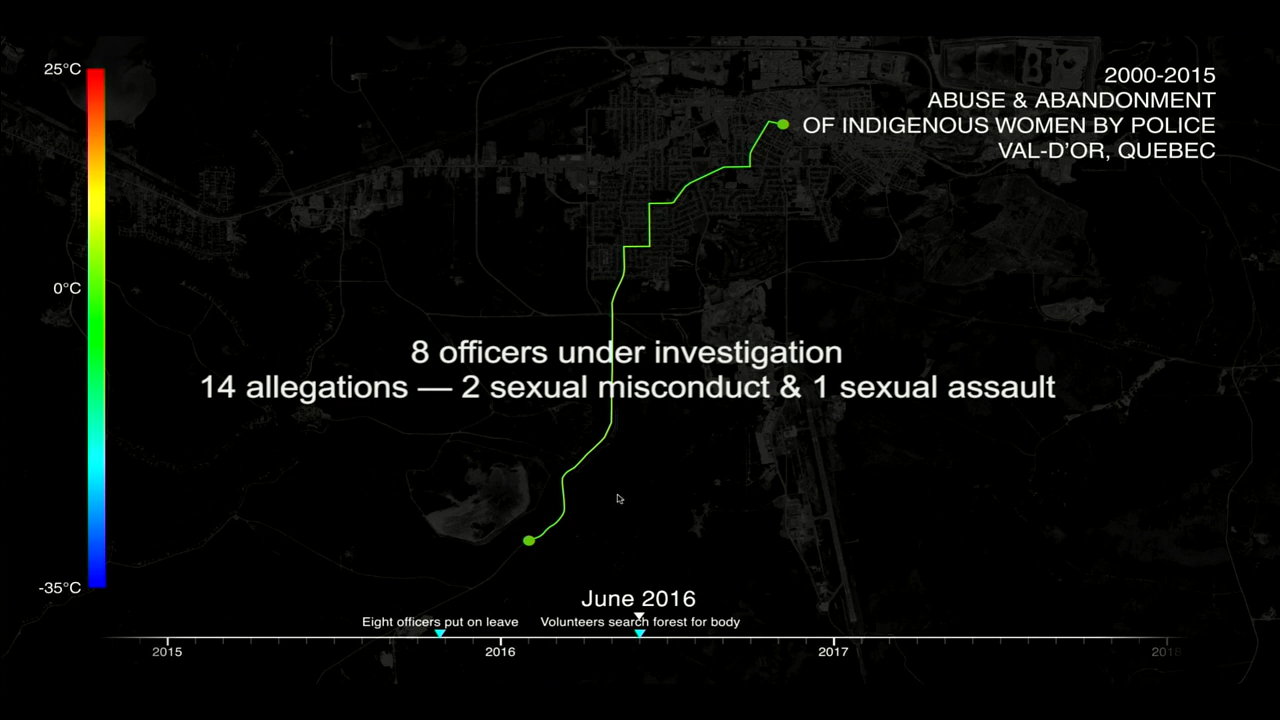 25°C
2000-2015
ABUSE & ABANDONMENT
OF INDIGENOUS WOMEN BY POLICE
VAL-D'OR, QUEBEC
0°C
8 officers under investigation
14 allegations — 2 sexual misconduct & 1 sexual assault
-35°C
June 2016
Eight officers put on leave
Volunteers search forest for body
2015
2016
2017
2018